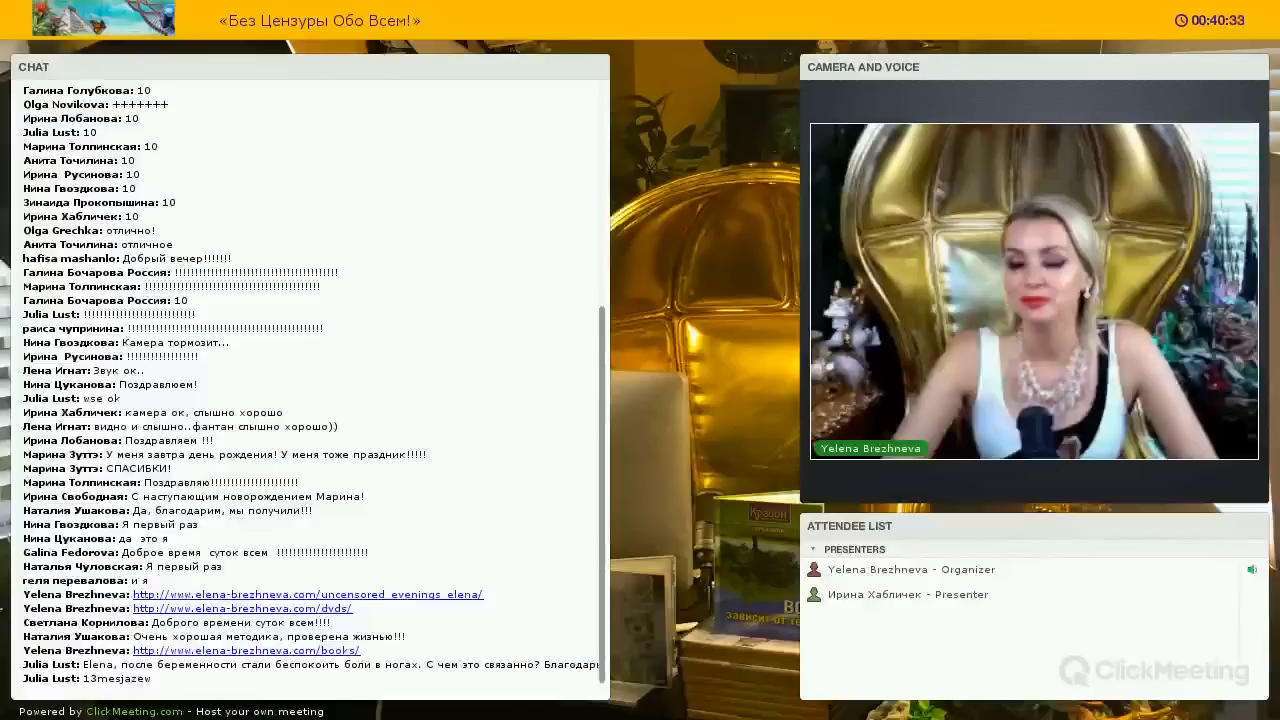 «Без Цензуры Обо Всем!»
00:40:33
CHAT
Галина Голубкова: 10
Olga Novikova: +++++++
Ирина Лобанова: 10
Julia Lust: 10
Марина Толпинская: 10
Анита Точилина: 10
Ирина  Русинова: 10
Нина Гвоздкова: 10
Зинаида Прокопышина: 10
Ирина Хабличек: 10
Olga Grechka: отлично!
Анита Точилина: отличное
hafisa mashanlo: Добрый вечер!!!!!!!
Галина Бочарова Россия: !!!!!!!!!!!!!!!!!!!!!!!!!!!!!!!!!!!!!!!!!
Марина Толпинская: !!!!!!!!!!!!!!!!!!!!!!!!!!!!!!!!!!!!!!!!!!!!
Галина Бочарова Россия: 10
Julia Lust: !!!!!!!!!!!!!!!!!!!!!!!!!!!!
раиса чупринина: !!!!!!!!!!!!!!!!!!!!!!!!!!!!!!!!!!!!!!!!!!!!!!!!!
Нина Гвоздкова: Камера тормозит...
Ирина  Русинова: !!!!!!!!!!!!!!!!!!
Лена Игнат: Звук ок..
Нина Цуканова: Поздравлюем!
Julia Lust: wse ok
Ирина Хабличек: камера ок, слышно хорошо
Лена Игнат: видно и слышно..фантан слышно хорошо))
Ирина Лобанова: Поздравляем !!!
Марина Зуттэ: У меня завтра день рождения! У меня тоже праздник!!!!!
Марина Зуттэ: СПАСИБКИ!
Марина Толпинская: Поздравляю!!!!!!!!!!!!!!!!!!!!!!
Ирина Свободная: С наступающим новорождением Марина!
Наталия Ушакова: Да, благодарим, мы получили!!!
Нина Гвоздкова: Я первый раз
Нина Цуканова: да  это я
Galina Fedorova: Доброе время  суток всем  !!!!!!!!!!!!!!!!!!!!!!!
Наталья Чуловская: Я первый раз
геля перевалова: и я
Yelena Brezhneva: http://www.elena-brezhneva.com/uncensored_evenings_elena/
Yelena Brezhneva: http://www.elena-brezhneva.com/dvds/
Светлана Корнилова: Доброго времени суток всем!!!!
Наталия Ушакова: Очень хорошая методика, проверена жизнью!!!
Yelena Brezhneva: http://www.elena-brezhneva.com/books/
Julia Lust: Elena, после беременности стали беспокоить боли в ногах. С чем это связанно? Благодар
Julia Lust: 13mesjazew
Powered by ClickMeeting.com - Host your own meeting
Крайон
зависит от
CAMERA AND VOICE
Yelena Brezhneva
ATTENDEE LIST
PRESENTERS
Yelena Brezhneva - Organizer
Ирина Хабличек - Presenter
ClickMeeting